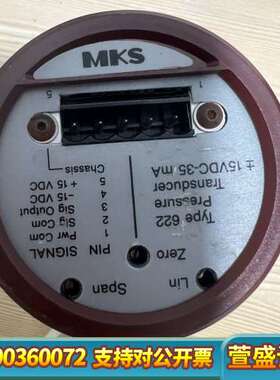 MKS
5 1
±15VDC-35 mA
Transducer
Pressure
Type 622
PIN SIGNAL
1 Pwr Com
2 Sig Com
3 Sig Output
4 −15 VDC
5 + 15 VDC
Chassis
Zero
Span
Lin
00360072 支持对公开票 萱盛